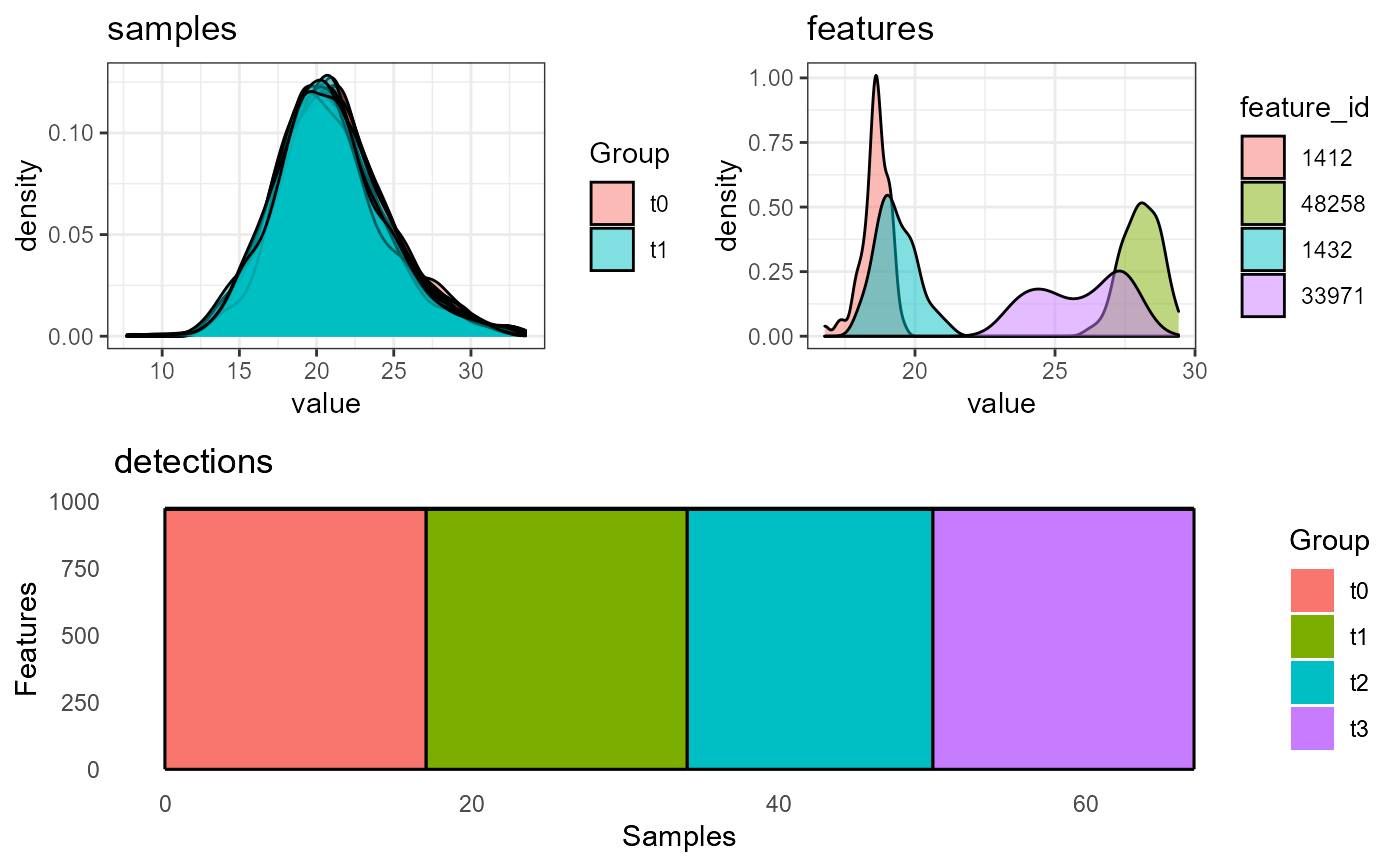 samples
density
0.10
0.05
0.00
10 15 20 25 30
value
Group
t0
t1
features
density
1.00
0.75
0.50
0.25
0.00
20 25 30
value
feature_id
1412
48258
1432
33971
detections
Features
1000
750
500
250
0
0 20 40 60
Samples
Group
t0
t1
t2
t3